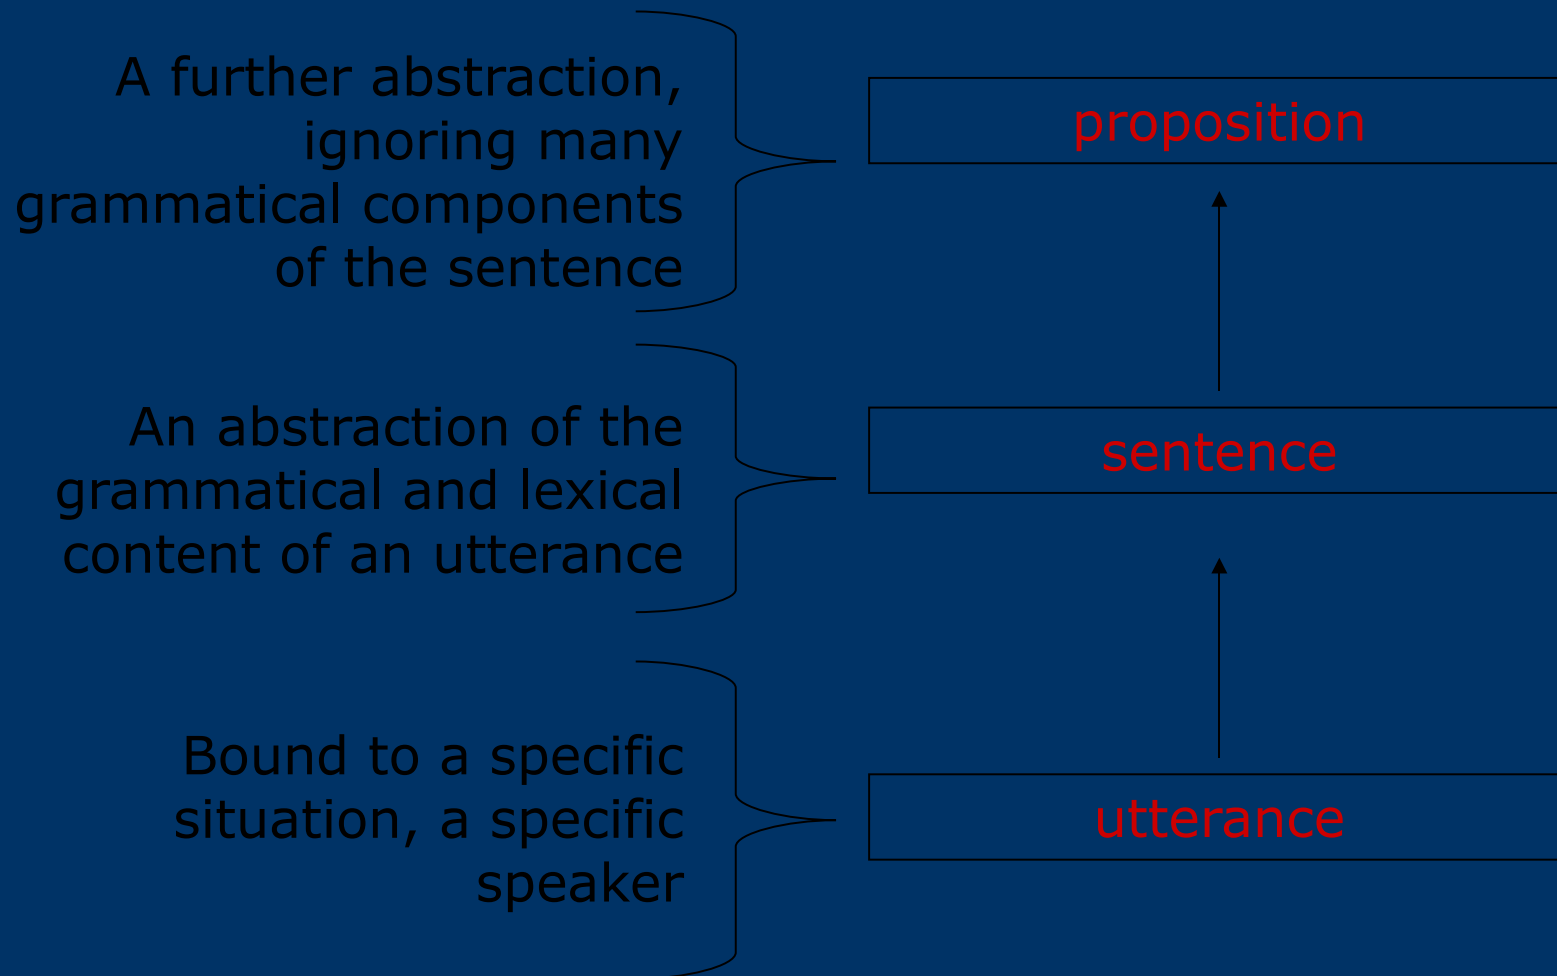 A further abstraction,
ignoring many
grammatical components
of the sentence
proposition
An abstraction of the
grammatical and lexical
content of an utterance
sentence
Bound to a specific
situation, a specific
speaker
utterance